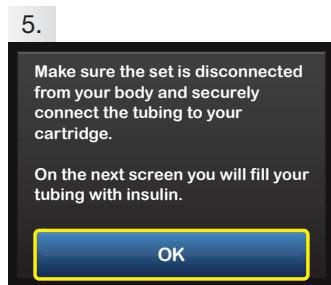 5.
Make sure the set is disconnected
from your body and securely
connect the tubing to your
cartridge.
On the next screen you will fill your
tubing with insulin.
OK